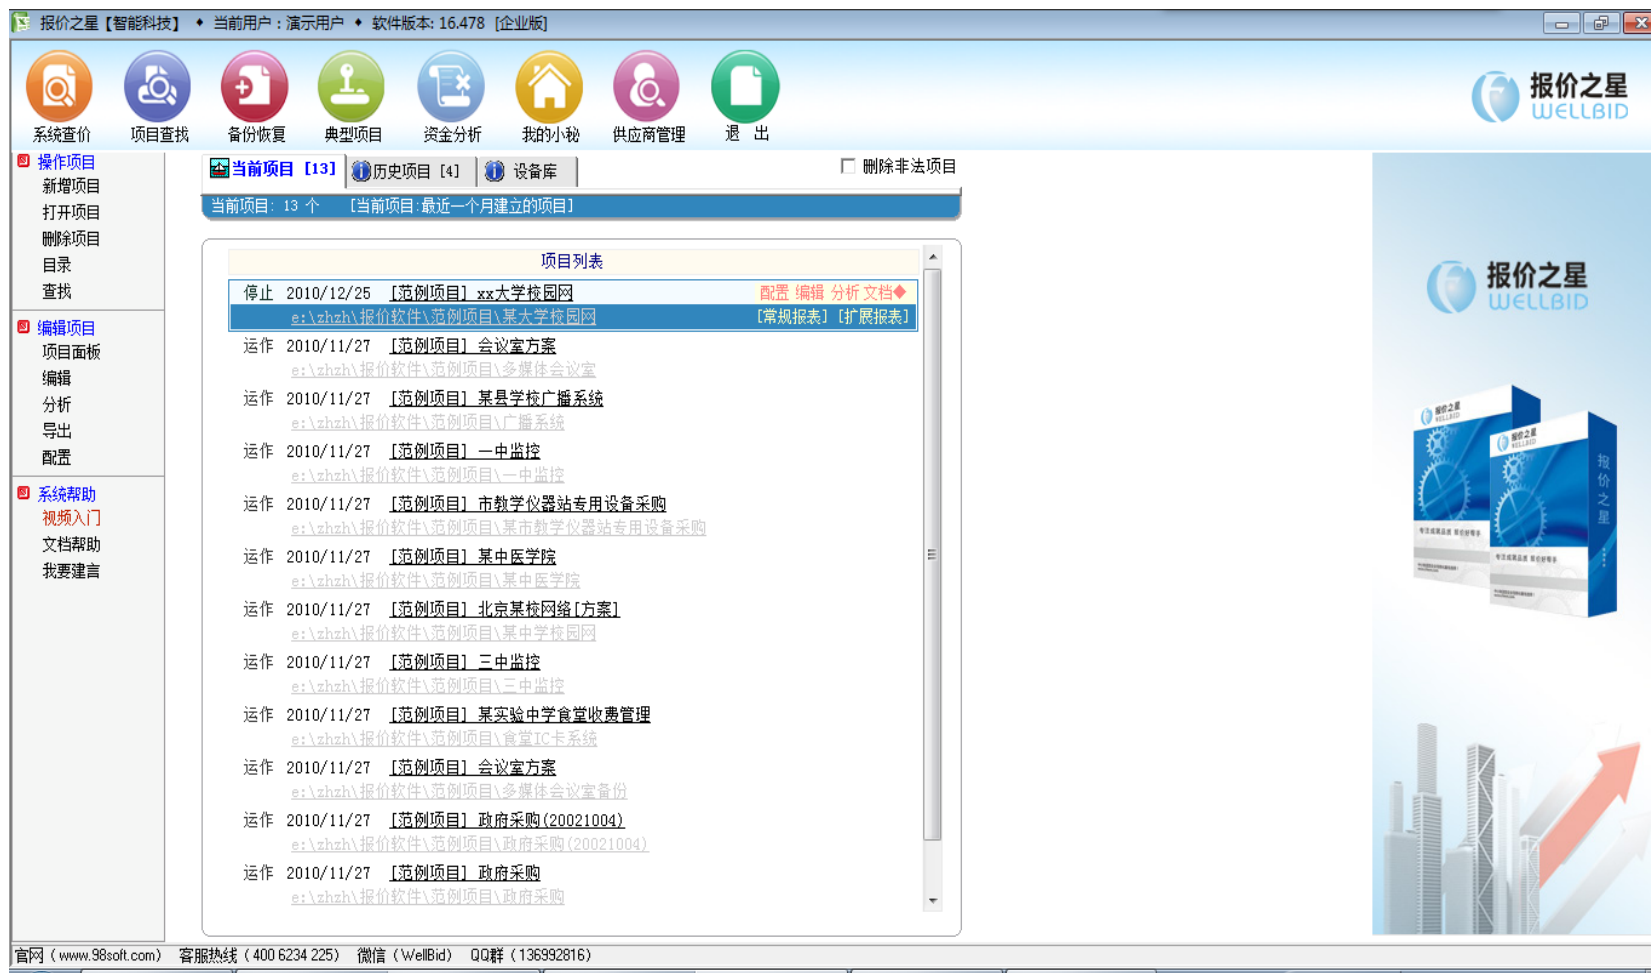 报价之星【智能科技】 ◆ 当前用户：演示用户 ◆ 软件版本: 16.478 [企业版]
系统查价 项目查找 备份恢复 典型项目 资金分析 我的小秘 供应商管理 退 出
报价之星
WELLBID
操作项目
新增项目
打开项目
删除项目
目录
查找
编辑项目
项目面板
编辑
分析
导出
配置
系统帮助
视频入门
文档帮助
我要建言
当前项目 [13] 历史项目 [4] 设备库 删除非法项目
当前项目: 13 个 [当前项目:最近一个月建立的项目]
项目列表
停止 2010/12/25 [范例项目] xx大学校园网 配置 编辑 分析 文档◆
e:\zhzh\报价软件\范例项目\某大学校园网 [常规报表] [扩展报表]
运作 2010/11/27 [范例项目] 会议室方案
e:\zhzh\报价软件\范例项目\多媒体会议室
运作 2010/11/27 [范例项目] 某县学校广播系统
e:\zhzh\报价软件\范例项目\广播系统
运作 2010/11/27 [范例项目] 一中监控
e:\zhzh\报价软件\范例项目\一中监控
运作 2010/11/27 [范例项目] 市教学仪器站专用设备采购
e:\zhzh\报价软件\范例项目\某市教学仪器站专用设备采购
运作 2010/11/27 [范例项目] 某中医学院
e:\zhzh\报价软件\范例项目\某中医学院
运作 2010/11/27 [范例项目] 北京某校网络[方案]
e:\zhzh\报价软件\范例项目\某中学校园网
运作 2010/11/27 [范例项目] 三中监控
e:\zhzh\报价软件\范例项目\三中监控
运作 2010/11/27 [范例项目] 某实验中学食堂收费管理
e:\zhzh\报价软件\范例项目\食堂IC卡系统
运作 2010/11/27 [范例项目] 会议室方案
e:\zhzh\报价软件\范例项目\多媒体会议室备份
运作 2010/11/27 [范例项目] 政府采购(20021004)
e:\zhzh\报价软件\范例项目\政府采购(20021004)
运作 2010/11/27 [范例项目] 政府采购
e:\zhzh\报价软件\范例项目\政府采购
报价之星
WELLBID
报价之星
WELLBID
报价之星
WELLBID
报价之星
官网（www.98soft.com） 客服热线（400 6234 225） 微信（WellBid） QQ群（136992816）